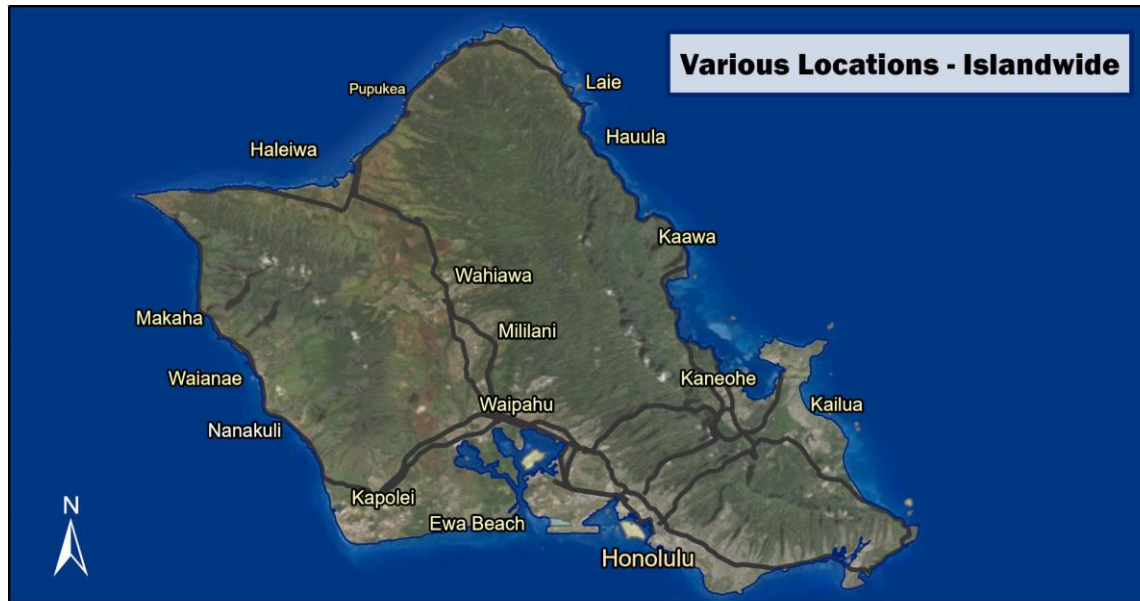 Various Locations - Islandwide
Laie
Pupukea
Hauula
Haleiwa
Kaawa
Wahiawa
Makaha
Mililani
Waianae
Kaneohe
Kailua
Waipahu
Nanakuli
Kapolei
N
Ewa Beach
Honolulu